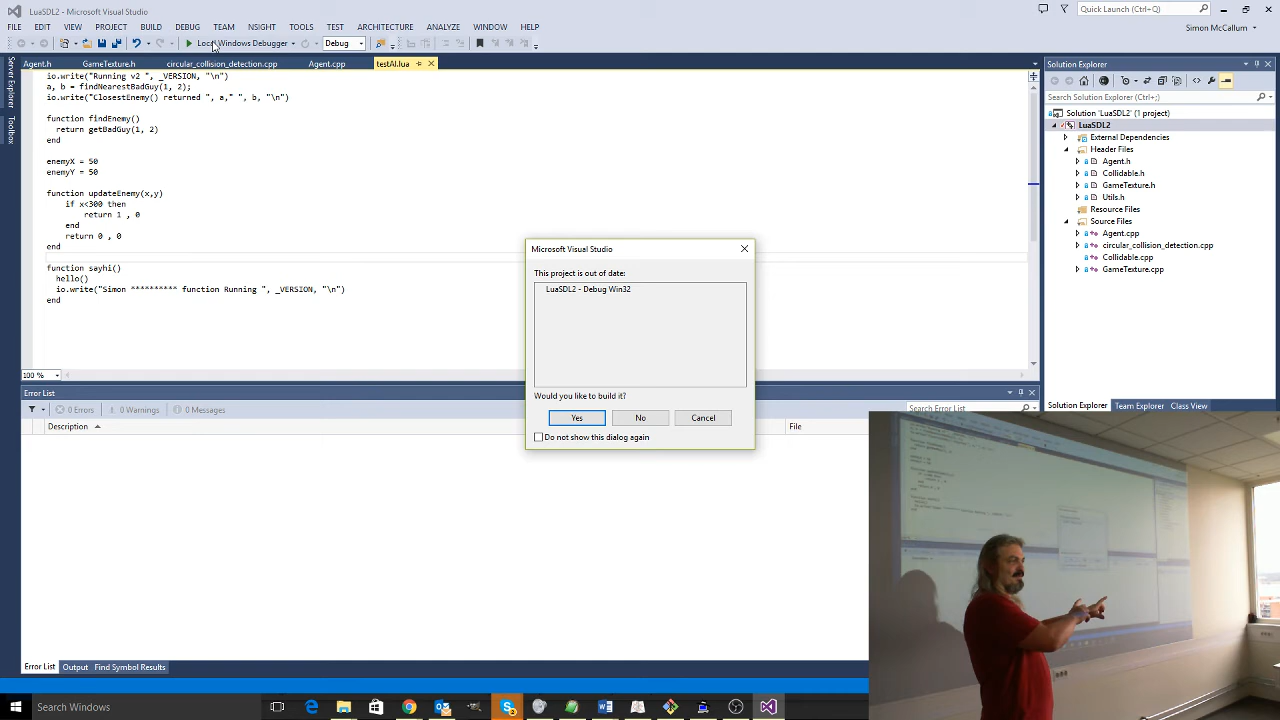 LuaSDL2 - Microsoft Visual Studio
Quick Launch (Ctrl+;)
FILE EDIT VIEW PROJECT BUILD DEBUG TEAM NSIGHT TOOLS TEST ARCHITECTURE ANALYZE WINDOW HELP
Simon McCallum
Local Windows Debugger Debug
Agent.h GameTexture.h circular_collision_detection.cpp Agent.cpp testAI.lua
Server Explorer
Toolbox
io.write("Running v2 ", _VERSION, "\n")
a, b = findNearestBadGuy(1, 2);
io.write("ClosestEnemy() returned ", a," ", b, "\n")
function findEnemy()
return getBadGuy(1, 2)
end
enemyX = 50
enemyY = 50
function updateEnemy(x,y)
if x<300 then
return 1 , 0
end
return 0 , 0
end
function sayhi()
hello()
io.write("Simon ********** function Running ", _VERSION, "\n")
end
100 %
Microsoft Visual Studio
This project is out of date:
LuaSDL2 - Debug Win32
Would you like to build it?
Yes No Cancel
Do not show this dialog again
Solution Explorer
Search Solution Explorer (Ctrl+;)
Solution 'LuaSDL2' (1 project)
LuaSDL2
External Dependencies
Header Files
Agent.h
Collidable.h
GameTexture.h
Utils.h
Resource Files
Source Files
Agent.cpp
circular_collision_detection.cpp
Collidable.cpp
GameTexture.cpp
Solution Explorer Team Explorer Class View
Error List
0 Errors 0 Warnings 0 Messages
Search Error List
Description File
Error List Output Find Symbol Results
Search Windows